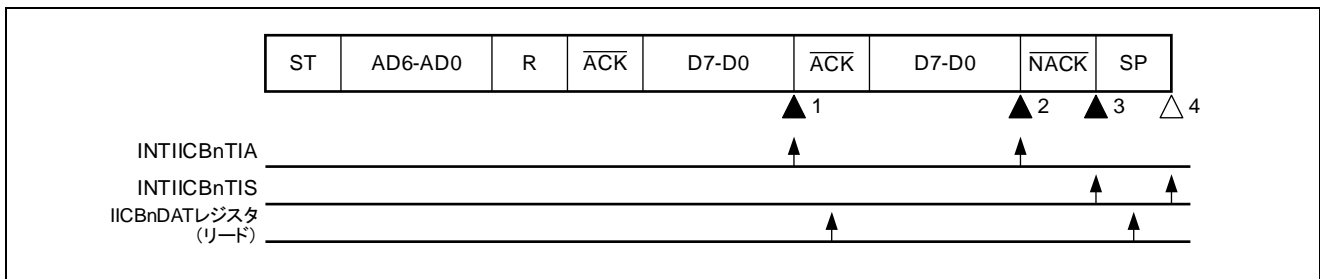 ST AD6-AD0 R ACK D7-D0 ACK D7-D0 NACK SP
1 2 3 4
INTIICBnTIA
INTIICBnTIS
IICBnDATレジスタ
(リード)